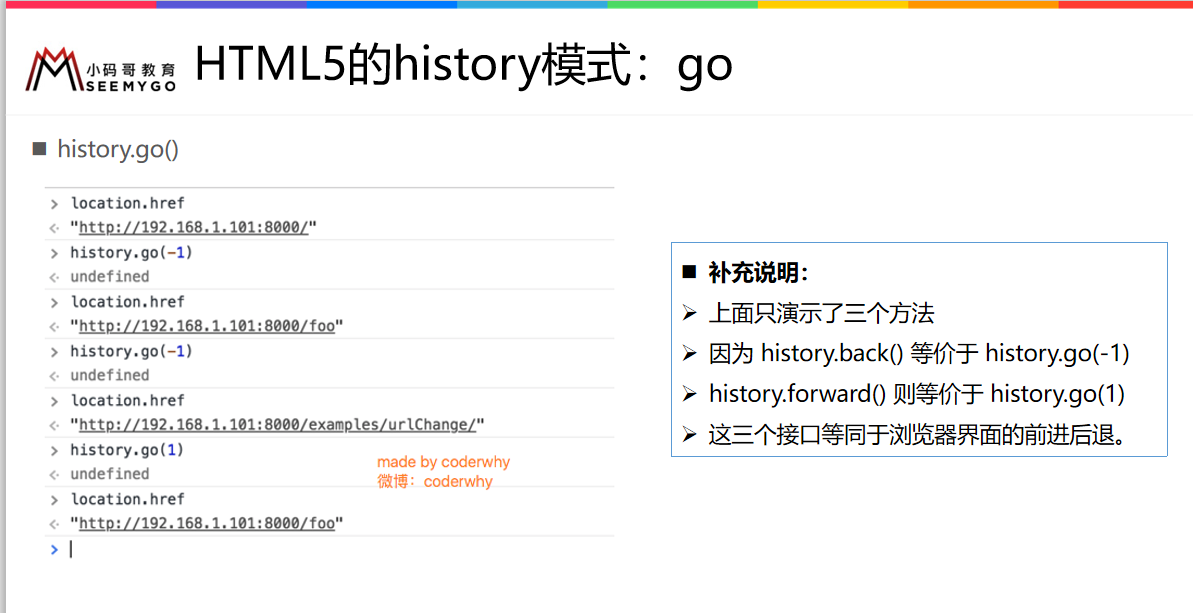 小码哥教育
SEEMYGO
HTML5的history模式：go
history.go()
> location.href
"http://192.168.1.101:8000/"
> history.go(-1)
undefined
> location.href
"http://192.168.1.101:8000/foo"
> history.go(-1)
undefined
> location.href
"http://192.168.1.101:8000/examples/urlChange/"
> history.go(1)
undefined
> location.href
"http://192.168.1.101:8000/foo"
>
made by coderwhy
微博：coderwhy
补充说明：
上面只演示了三个方法
因为 history.back() 等价于 history.go(-1)
history.forward() 则等价于 history.go(1)
这三个接口等同于浏览器界面的前进后退。